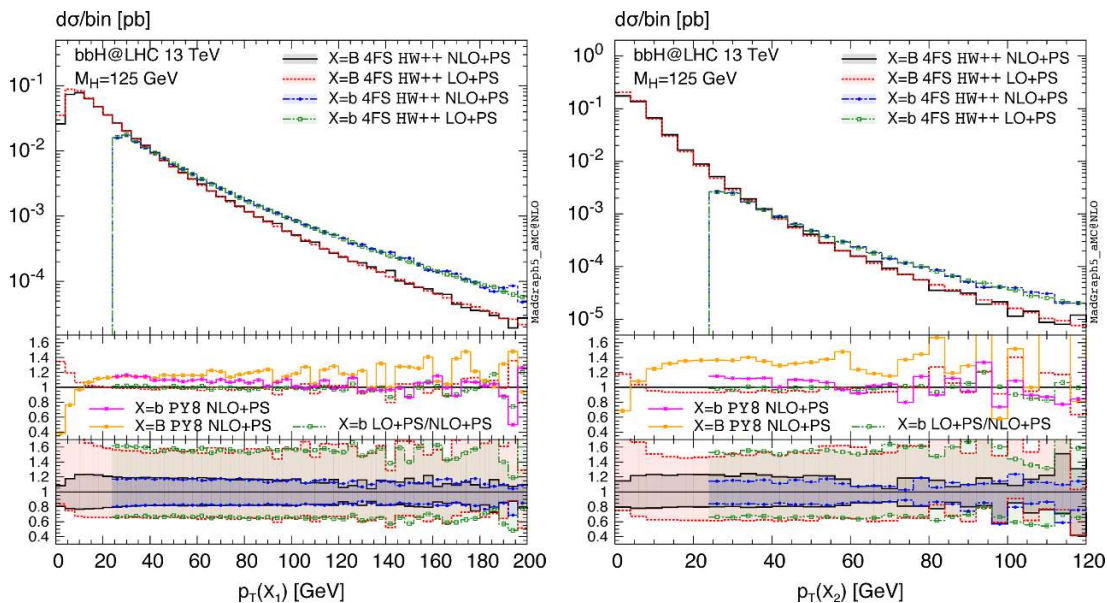 dσ/bin [pb]
bbH@LHC 13 TeV
M_H=125 GeV
X=B 4FS HW++ NLO+PS
X=B 4FS HW++ LO+PS
X=b 4FS HW++ NLO+PS
X=b 4FS HW++ LO+PS
10⁻¹
10⁻²
10⁻³
10⁻⁴
MadGraph5_aMC@NLO
1.6
1.4
1.2
1
0.8
0.6
0.4
X=b PY8 NLO+PS
X=B PY8 NLO+PS
X=b LO+PS/NLO+PS
1.6
1.4
1.2
1
0.8
0.6
0.4
0 20 40 60 80 100 120 140 160 180 200
p_T(X₁) [GeV]
dσ/bin [pb]
bbH@LHC 13 TeV
M_H=125 GeV
X=B 4FS HW++ NLO+PS
X=B 4FS HW++ LO+PS
X=b 4FS HW++ NLO+PS
X=b 4FS HW++ LO+PS
10⁰
10⁻¹
10⁻²
10⁻³
10⁻⁴
10⁻⁵
MadGraph5_aMC@NLO
1.6
1.4
1.2
1
0.8
0.6
0.4
X=b PY8 NLO+PS
X=B PY8 NLO+PS
X=b LO+PS/NLO+PS
1.6
1.4
1.2
1
0.8
0.6
0.4
0 20 40 60 80 100 120
p_T(X₂) [GeV]